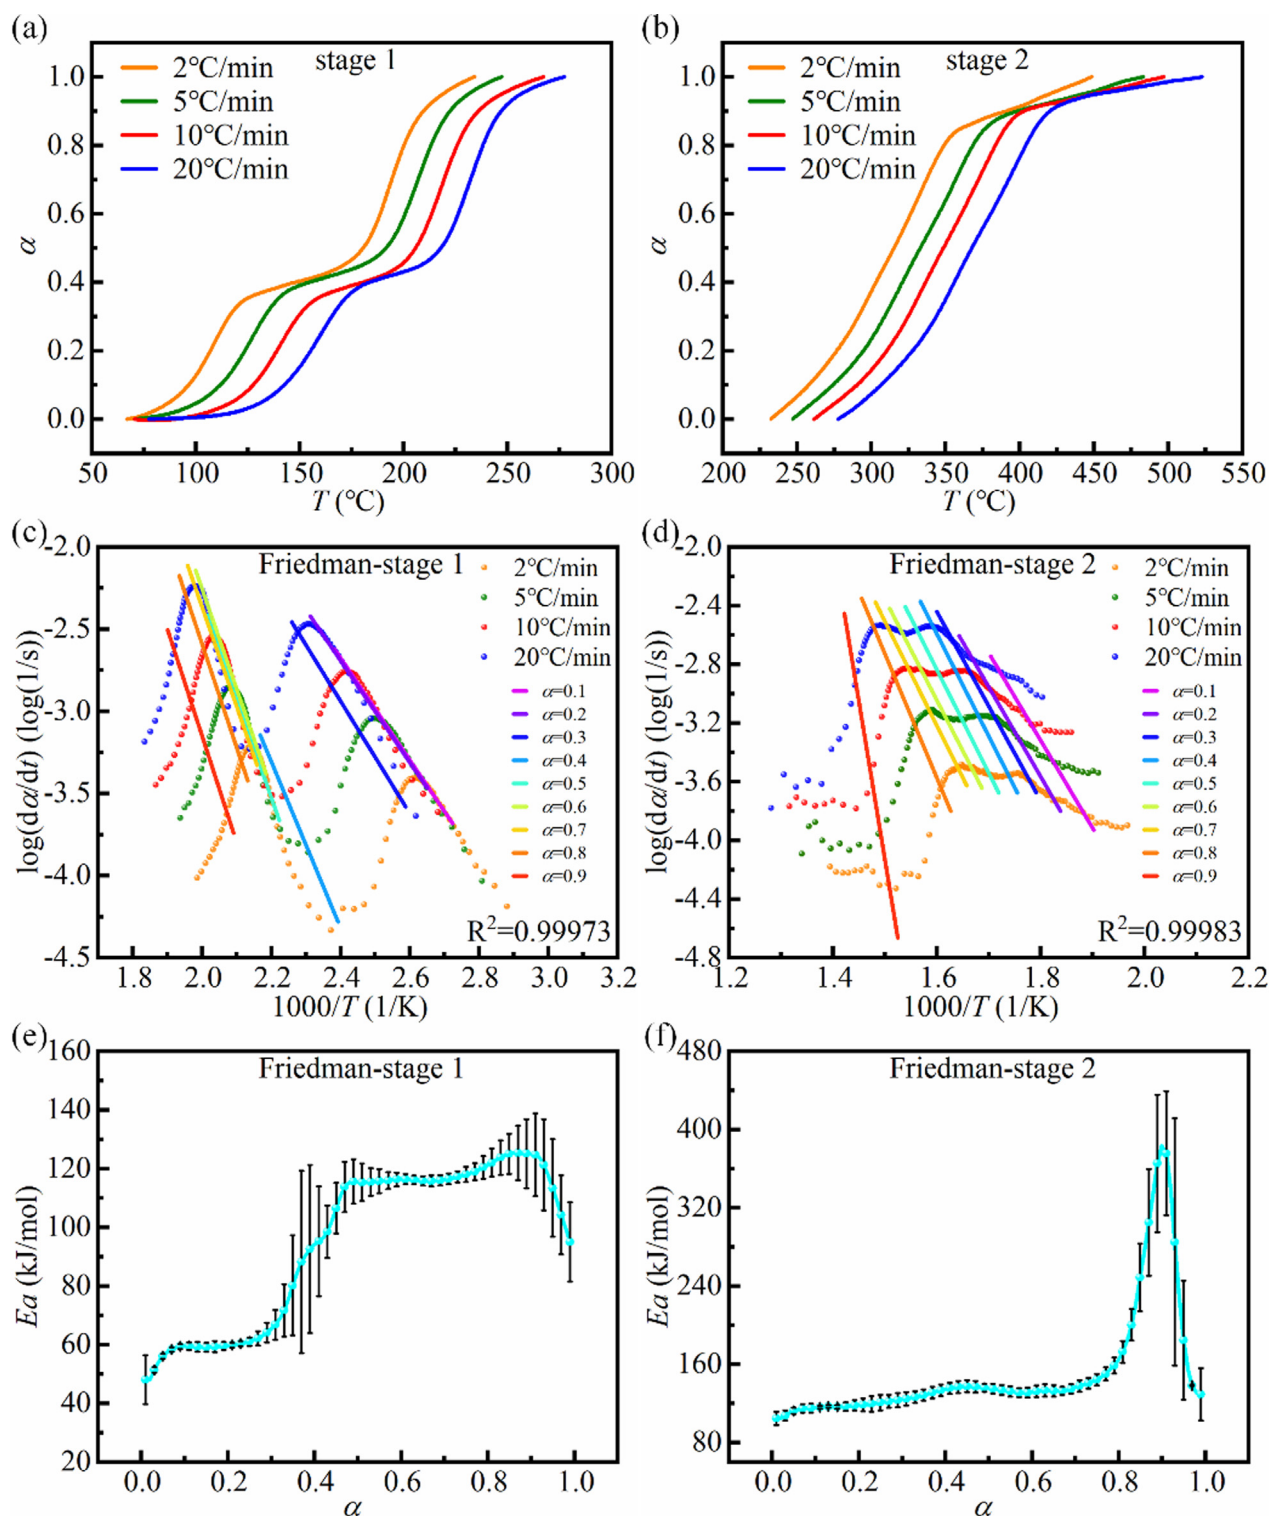 (a)
stage 1
2℃/min
5℃/min
10℃/min
20℃/min
α
1.0
0.8
0.6
0.4
0.2
0.0
50 100 150 200 250 300
T (℃)
(b)
stage 2
2℃/min
5℃/min
10℃/min
20℃/min
α
1.0
0.8
0.6
0.4
0.2
0.0
200 250 300 350 400 450 500 550
T (℃)
(c)
Friedman-stage 1
2℃/min
5℃/min
10℃/min
20℃/min
α=0.1
α=0.2
α=0.3
α=0.4
α=0.5
α=0.6
α=0.7
α=0.8
α=0.9
R²=0.99973
log(dα/dt) (log(1/s))
-2.0
-2.5
-3.0
-3.5
-4.0
-4.5
1.8 2.0 2.2 2.4 2.6 2.8 3.0 3.2
1000/T (1/K)
(d)
Friedman-stage 2
2℃/min
5℃/min
10℃/min
20℃/min
α=0.1
α=0.2
α=0.3
α=0.4
α=0.5
α=0.6
α=0.7
α=0.8
α=0.9
R²=0.99983
log(dα/dt) (log(1/s))
-2.0
-2.4
-2.8
-3.2
-3.6
-4.0
-4.4
-4.8
1.2 1.4 1.6 1.8 2.0 2.2
1000/T (1/K)
(e)
Friedman-stage 1
Ea (kJ/mol)
160
140
120
100
80
60
40
20
0.0 0.2 0.4 0.6 0.8 1.0
α
(f)
Friedman-stage 2
Ea (kJ/mol)
480
400
320
240
160
80
0.0 0.2 0.4 0.6 0.8 1.0
α